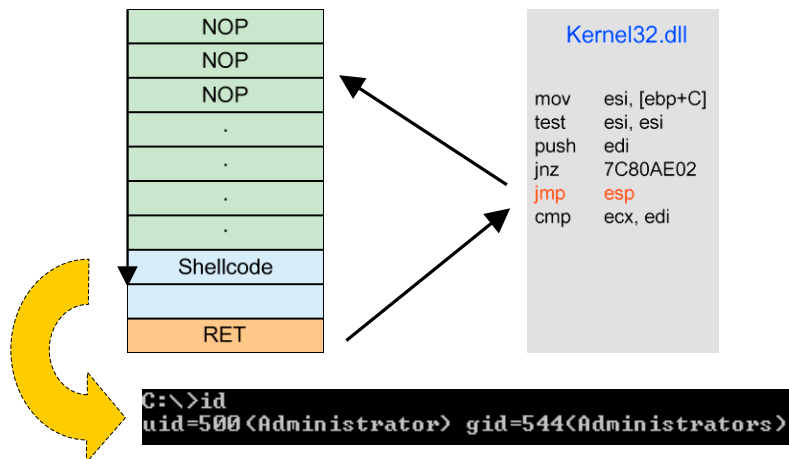 NOP
NOP
NOP
.
.
.
.
Shellcode
RET
Kernel32.dll
mov esi, [ebp+C]
test esi, esi
push edi
jnz 7C80AE02
jmp esp
cmp ecx, edi
C:\>id
uid=500(Administrator) gid=544(Administrators)